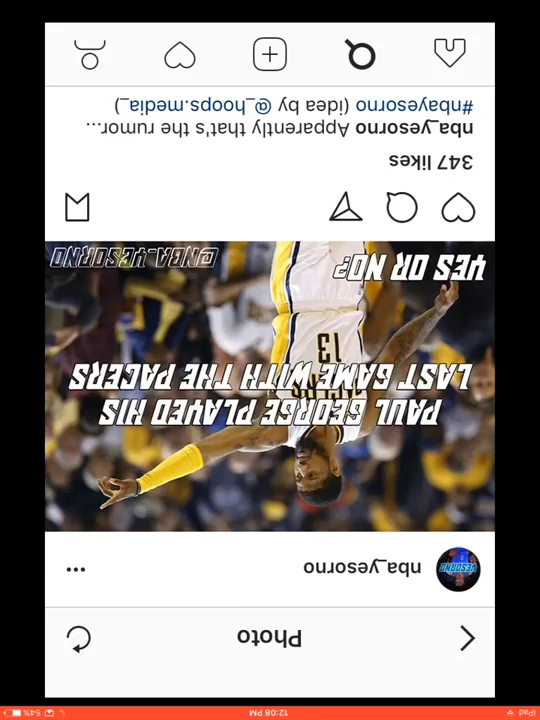 iPad
12:08 PM
54%
Photo
nba_yesorno
YESORNO
PAUL GEORGE PLAYED HIS
LAST GAME WITH THE PACERS
13
YES OR NO?
@NBA_YESORNO
347 likes
nba_yesorno Apparently that's the rumor...
#nbayesorno (idea by @_hoops.media_)